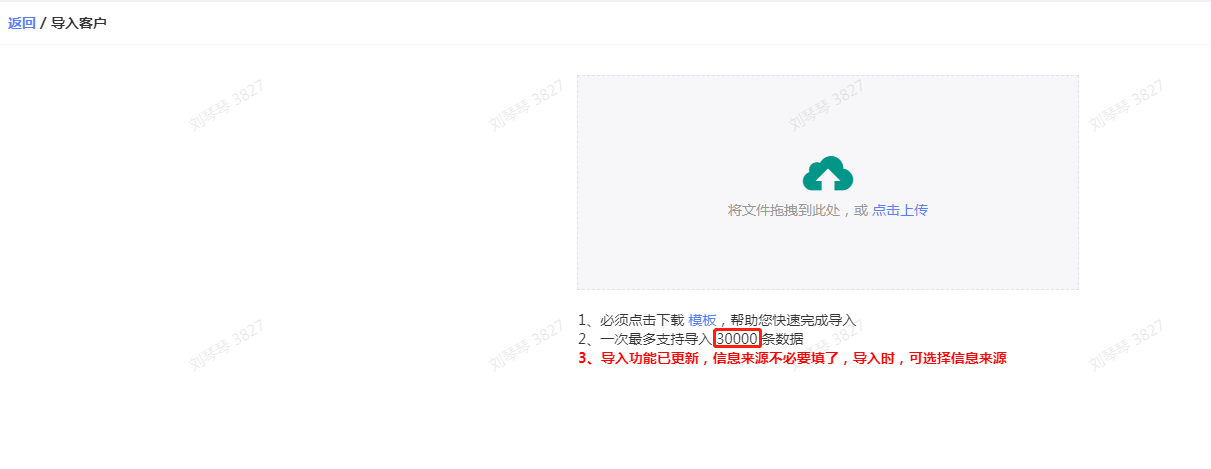 返回 / 导入客户
刘琴琴 3827 刘琴琴 3827 刘琴琴 3827 刘琴琴 3827
将文件拖拽到此处，或 点击上传
1、必须点击下载 模板，帮助您快速完成导入
2、一次最多支持导入 30000 条数据
3、导入功能已更新，信息来源不必要填了，导入时，可选择信息来源
刘琴琴 3827 刘琴琴 3827 刘琴琴 3827 刘琴琴 3827